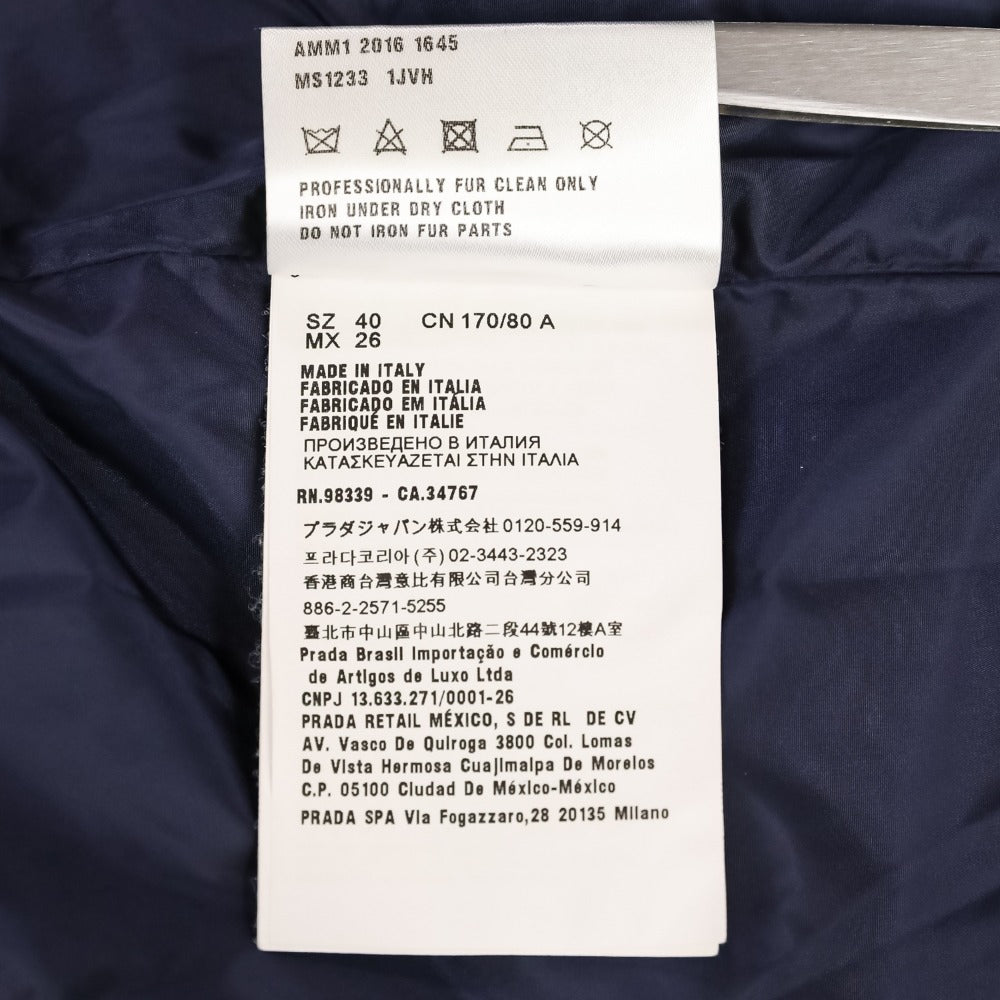 AMM1 2016 1645
MS1233 1JVH
PROFESSIONALLY FUR CLEAN ONLY
IRON UNDER DRY CLOTH
DO NOT IRON FUR PARTS
SZ 40 CN 170/80 A
MX 26
MADE IN ITALY
FABRICADO EN ITALIA
FABRICADO EM ITÁLIA
FABRIQUÉ EN ITALIE
ПРОИЗВЕДЕНО В ИТАЛИЯ
ΚΑΤΑΣΚΕΥΑΖΕΤΑΙ ΣΤΗΝ ΙΤΑΛΙΑ
RN.98339 - CA.34767
プラダジャパン株式会社 0120-559-914
프라다코리아 (주) 02-3443-2323
香港商台灣意比有限公司台灣分公司
886-2-2571-5255
臺北市中山區中山北路二段44號12樓A室
Prada Brasil Importação e Comércio
de Artigos de Luxo Ltda
CNPJ 13.633.271/0001-26
PRADA RETAIL MÉXICO, S DE RL DE CV
AV. Vasco De Quiroga 3800 Col. Lomas
De Vista Hermosa Cuajimalpa De Morelos
C.P. 05100 Ciudad De México-México
PRADA SPA Via Fogazzaro,28 20135 Milano